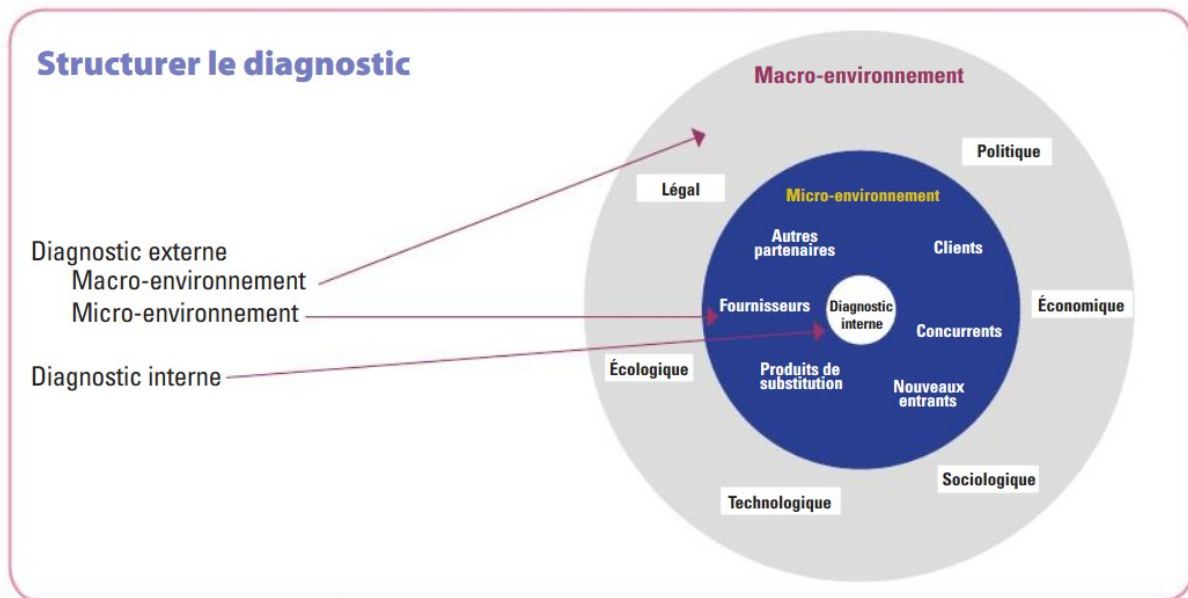 Structurer le diagnostic
Diagnostic externe
Macro-environnement
Micro-environnement
Diagnostic interne
Macro-environnement
Politique
Légal
Micro-environnement
Autres
partenaires
Clients
Fournisseurs
Diagnostic
interne
Économique
Concurrents
Écologique
Produits de
substitution
Nouveaux
entrants
Sociologique
Technologique